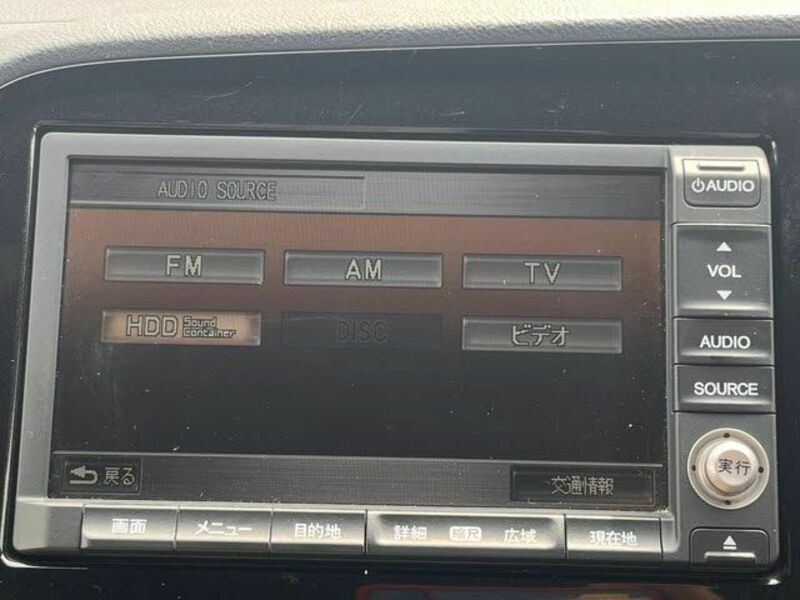 AUDIO SOURCE
AUDIO
FM AM TV
VOL
HDD Sound Container DISC ビデオ
AUDIO
SOURCE
戻る 交通情報
実行
画面 メニュー 目的地 詳細 縮尺 広域 現在地